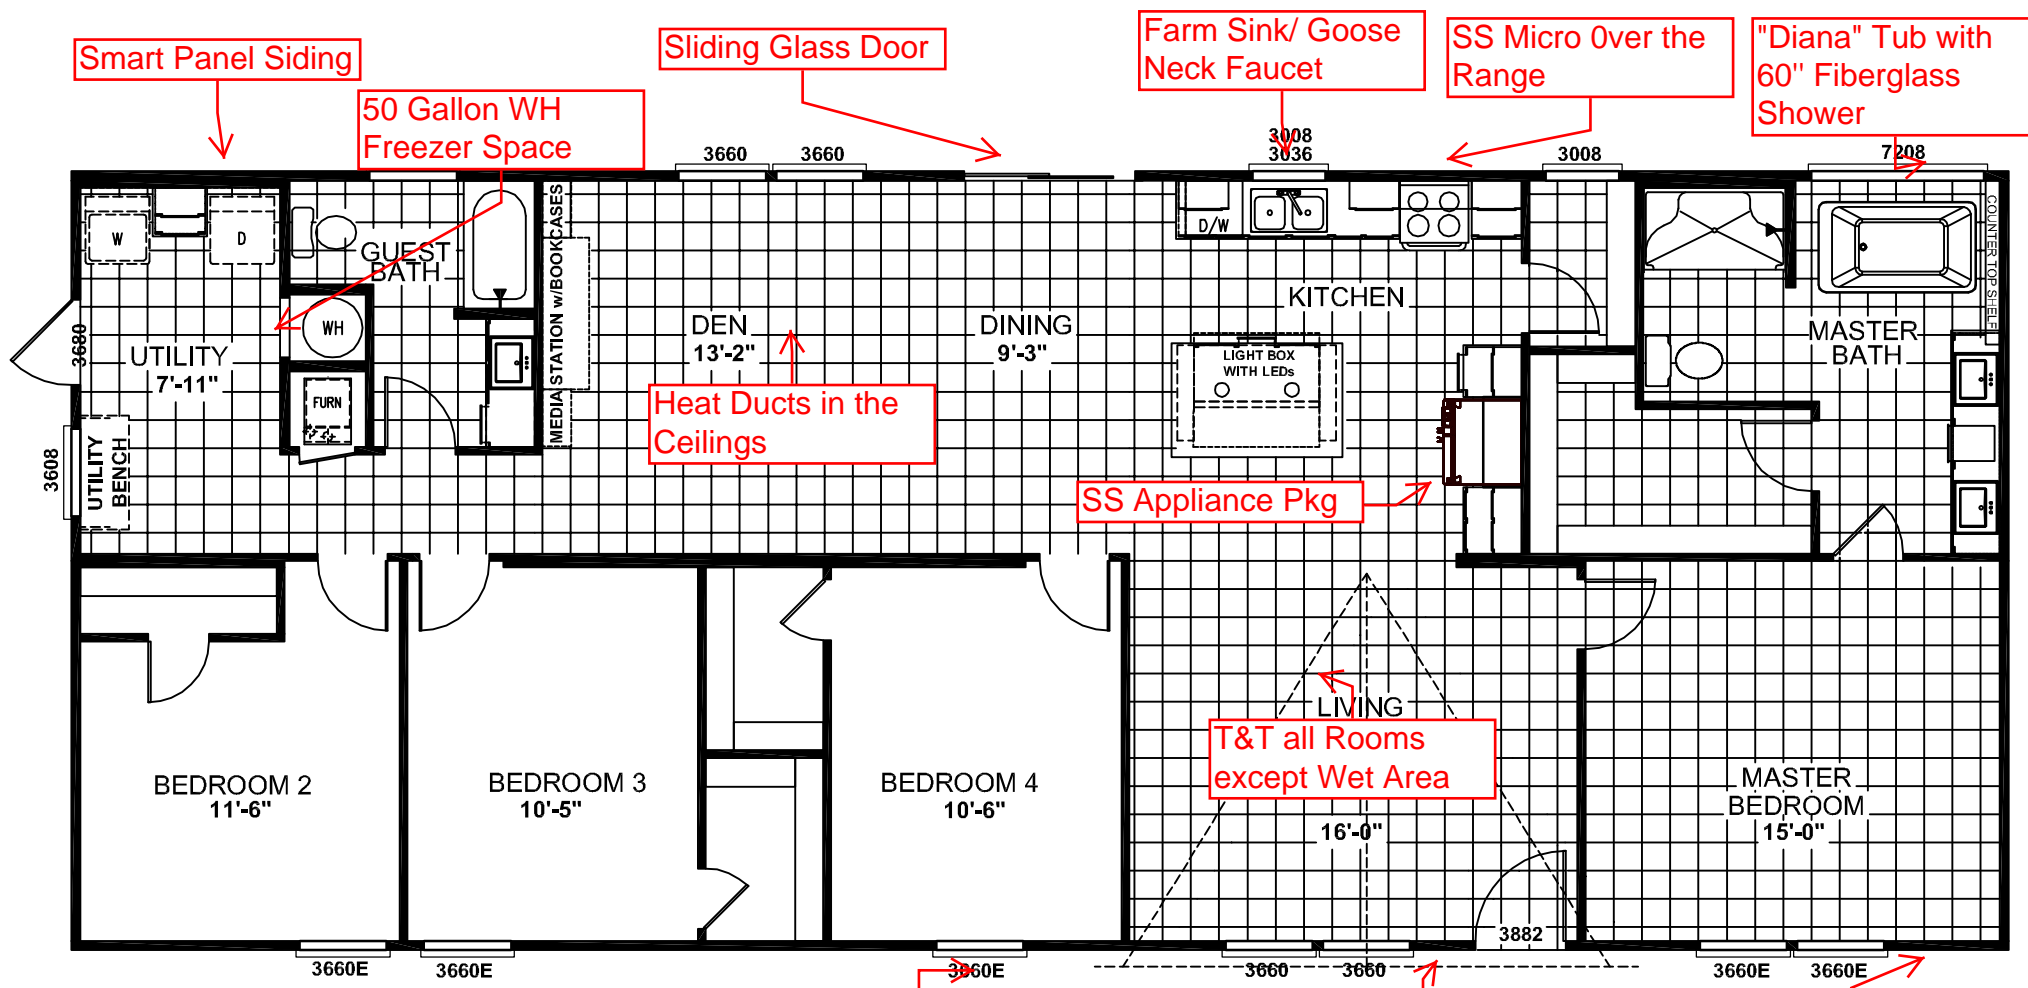 Smart Panel Siding
Sliding Glass Door
Farm Sink/ Goose
Neck Faucet
SS Micro 0ver the
Range
"Diana" Tub with
60" Fiberglass
Shower
50 Gallon WH
Freezer Space
3660
3660
3008
3036
3008
7208
W
D
GUEST
BATH
WH
FURN
3680
UTILITY
7'-11"
3608
UTILITY
BENCH
MEDIA STATION w/BOOKCASES
DEN
13'-2"
DINING
9'-3"
Heat Ducts in the
Ceilings
D/W
KITCHEN
LIGHT BOX
WITH LEDs
SS Appliance Pkg
COUNTER TOP SHELF
MASTER
BATH
BEDROOM 2
11'-6"
BEDROOM 3
10'-5"
BEDROOM 4
10'-6"
LIVING
T&T all Rooms
except Wet Area
16'-0"
MASTER
BEDROOM
15'-0"
3882
3660E
3660E
3660E
3660
3660
3660E
3660E